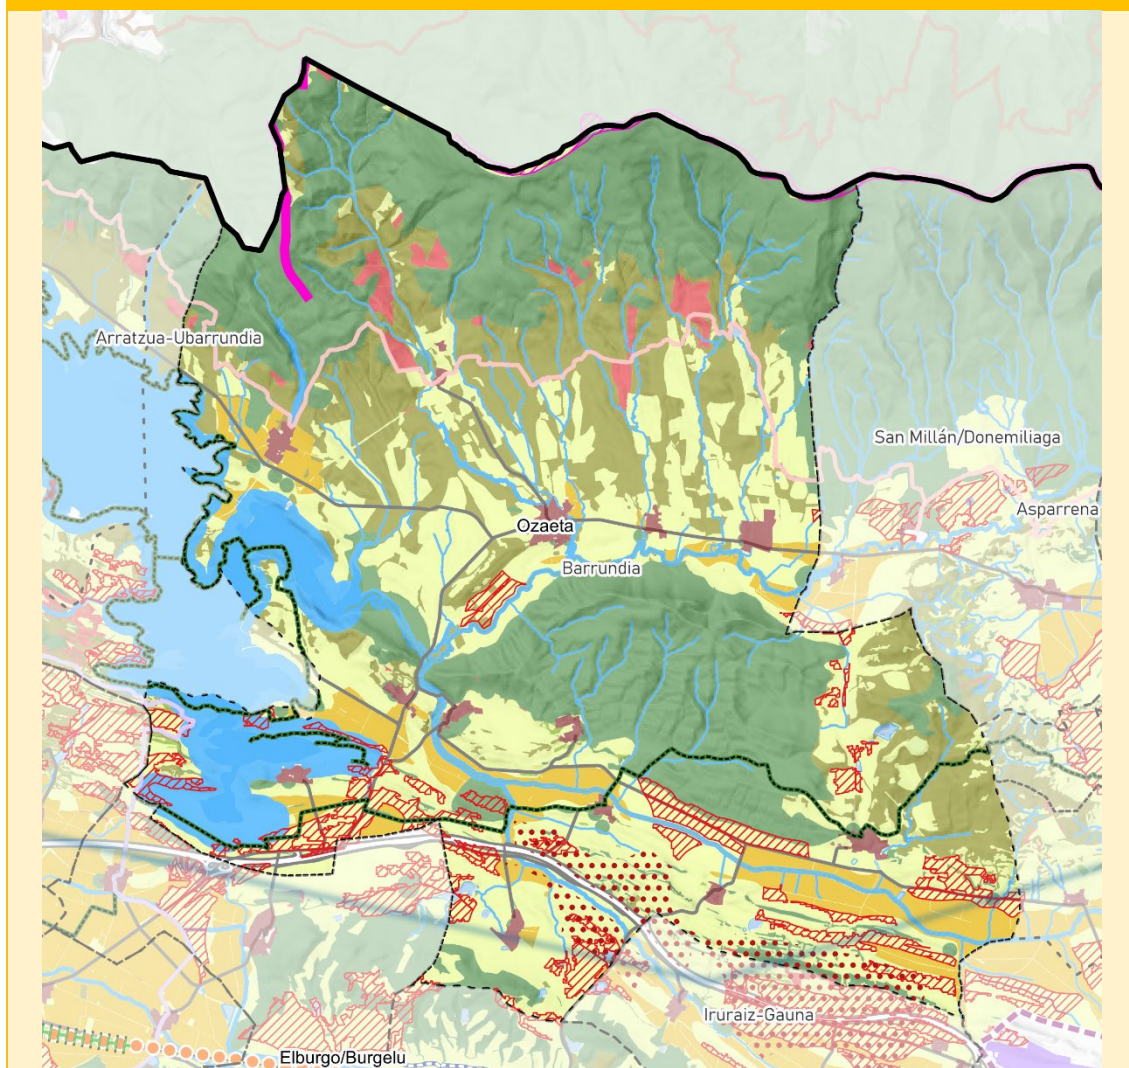 Arratzua-Ubarrundia
San Millán/Donemiliaga
Asparrena
Ozaeta
Barrundia
Iruraiz-Gauna
Elburgo/Burgelu